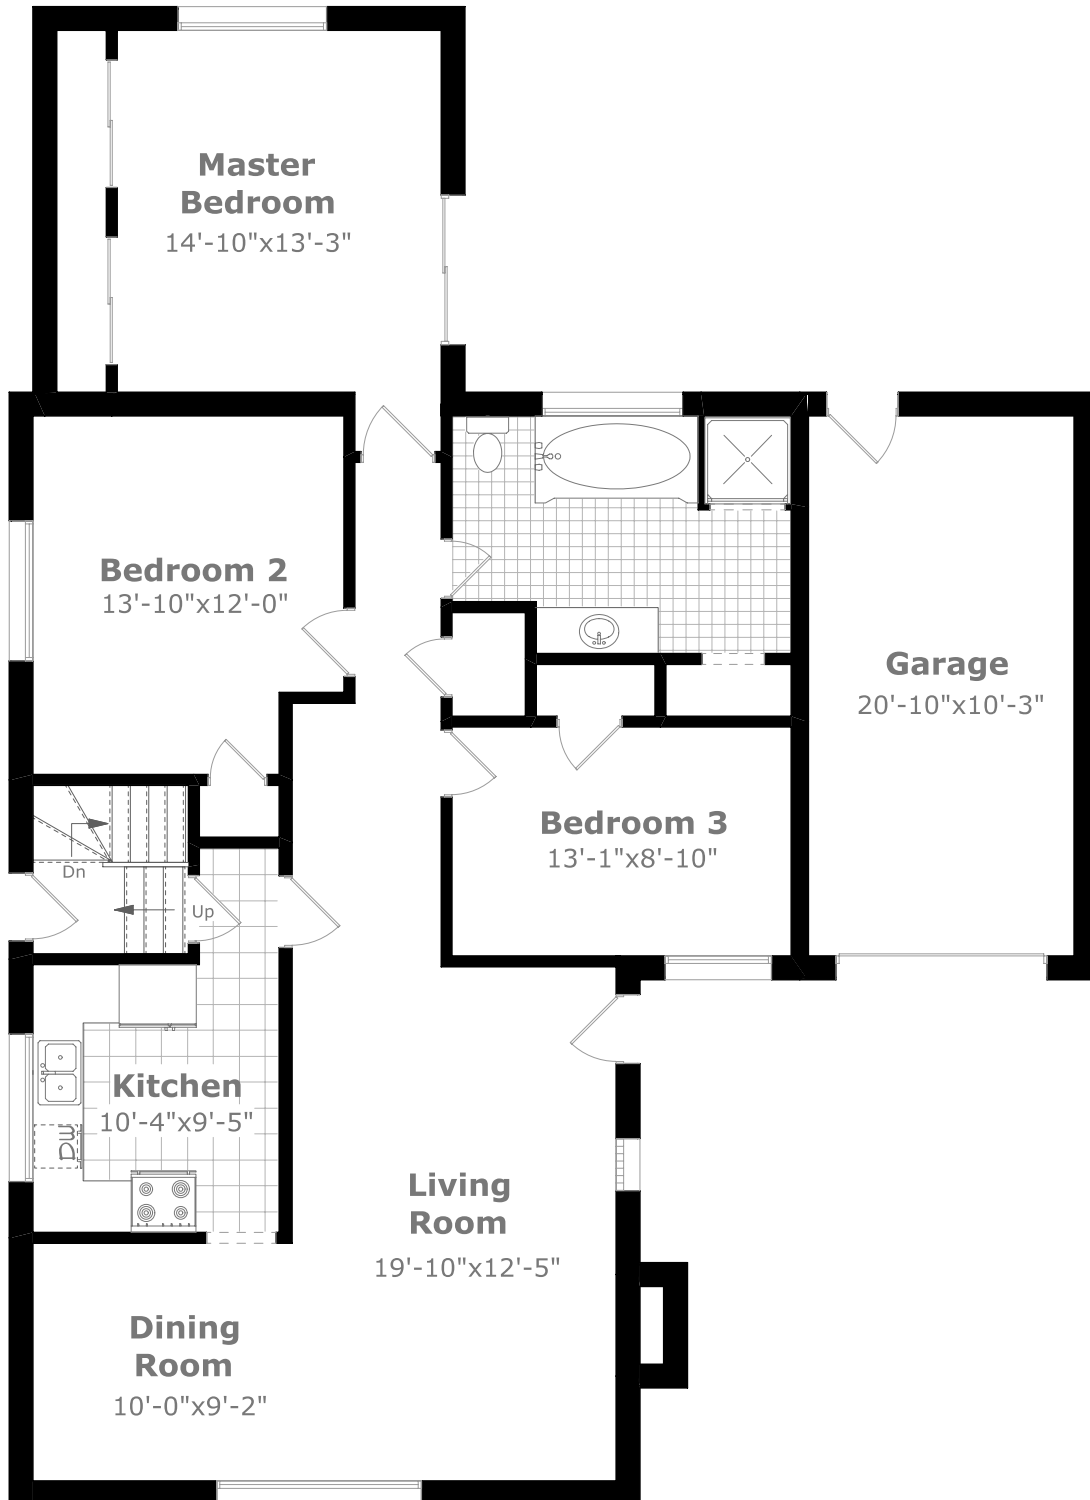 Master
Bedroom
14'-10"x13'-3"
Bedroom 2
13'-10"x12'-0"
Garage
20'-10"x10'-3"
Bedroom 3
13'-1"x8'-10"
Dn
Up
Kitchen
10'-4"x9'-5"
DW
Living
Room
19'-10"x12'-5"
Dining
Room
10'-0"x9'-2"